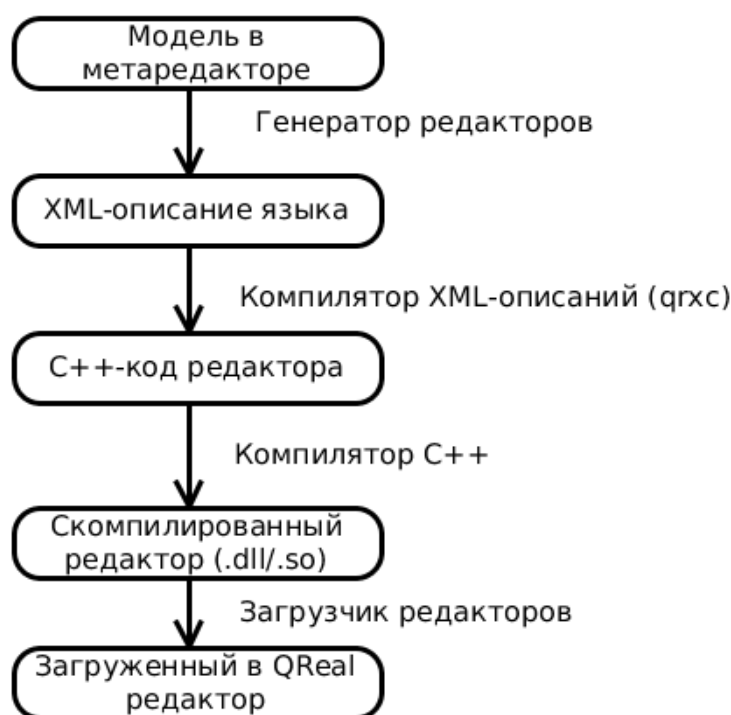 Модель в
метаредакторе
Генератор редакторов
XML-описание языка
Компилятор XML-описаний (qrxc)
C++-код редактора
Компилятор C++
Скомпилированный
редактор (.dll/.so)
Загрузчик редакторов
Загруженный в QReal
редактор